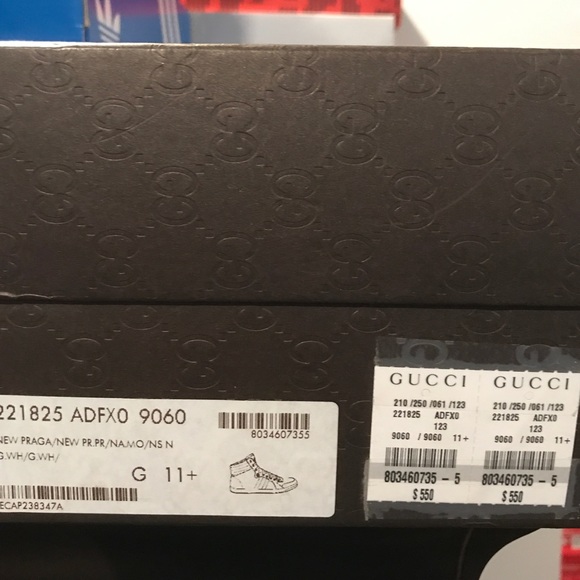 221825 ADFX0 9060
8034607355
NEW PRAGA/NEW PR.PR/NA.MO/NS N
G.WH/G.WH/
G 11+
ECAP238347A
GUCCI
210 /250 /061 /123
221825 ADFX0
123
9060 / 9060 11+
803460735 - 5
$ 550
GUCCI
210 /250 /061 /123
221825 ADFX0
123
9060 / 9060 11+
803460735 - 5
$ 550